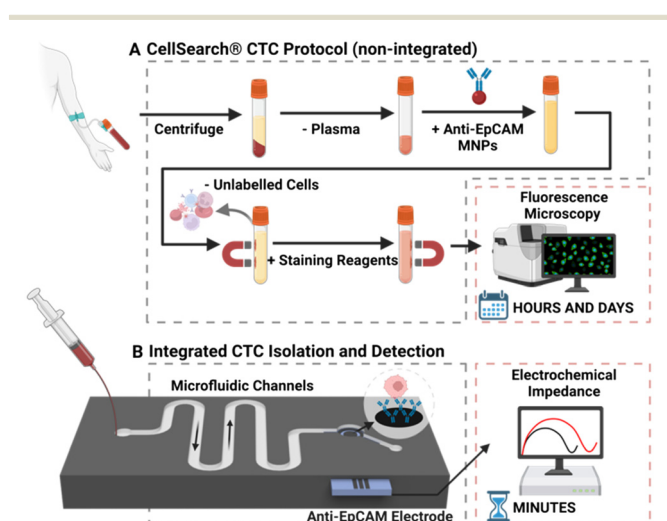 A CellSearch® CTC Protocol (non-integrated)
Centrifuge
- Plasma
+ Anti-EpCAM
MNPs
- Unlabelled Cells
+ Staining Reagents
Fluorescence
Microscopy
HOURS AND DAYS
B Integrated CTC Isolation and Detection
Microfluidic Channels
Anti-EpCAM Electrode
Electrochemical
Impedance
MINUTES